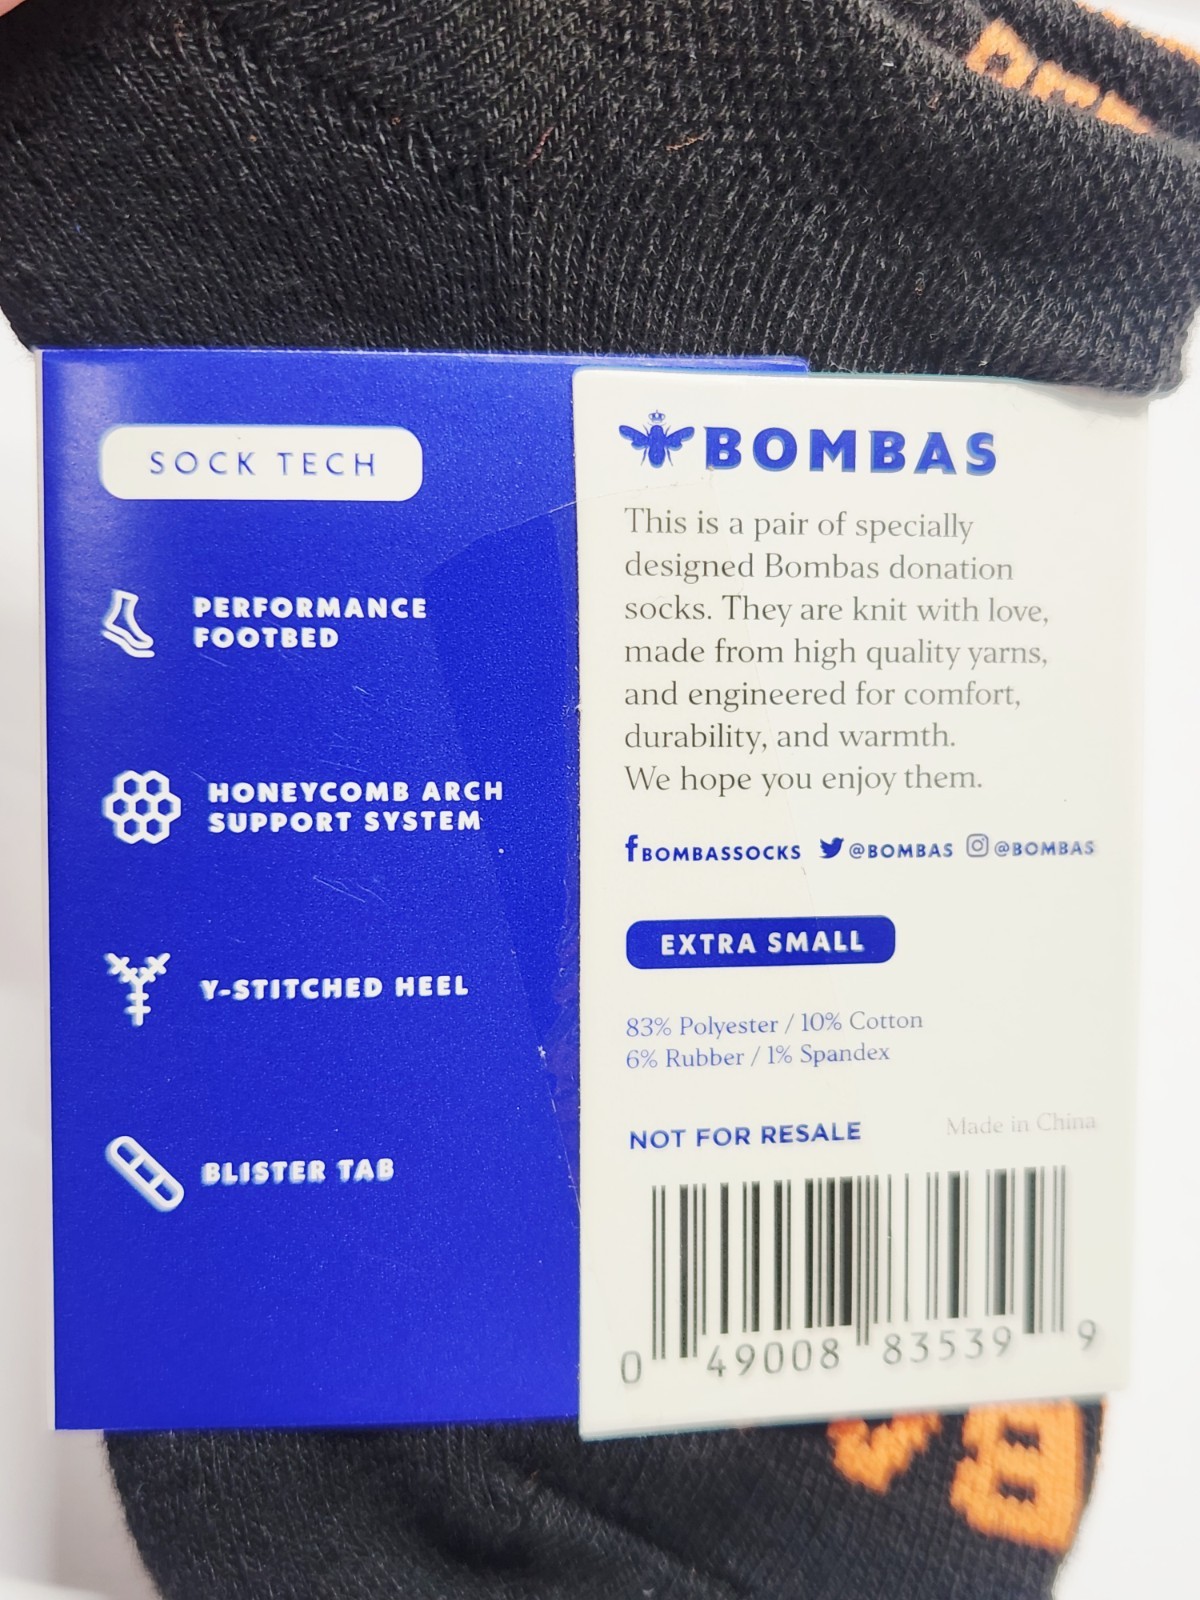 SOCK TECH
PERFORMANCE
FOOTBED
HONEYCOMB ARCH
SUPPORT SYSTEM
Y-STITCHED HEEL
BLISTER TAB
BOMBAS
This is a pair of specially
designed Bombas donation
socks. They are knit with love,
made from high quality yarns,
and engineered for comfort,
durability, and warmth.
We hope you enjoy them.
BOMBASSOCKS @BOMBAS @BOMBAS
EXTRA SMALL
83% Polyester / 10% Cotton
6% Rubber / 1% Spandex
NOT FOR RESALE Made in China
0 49008 83539 9